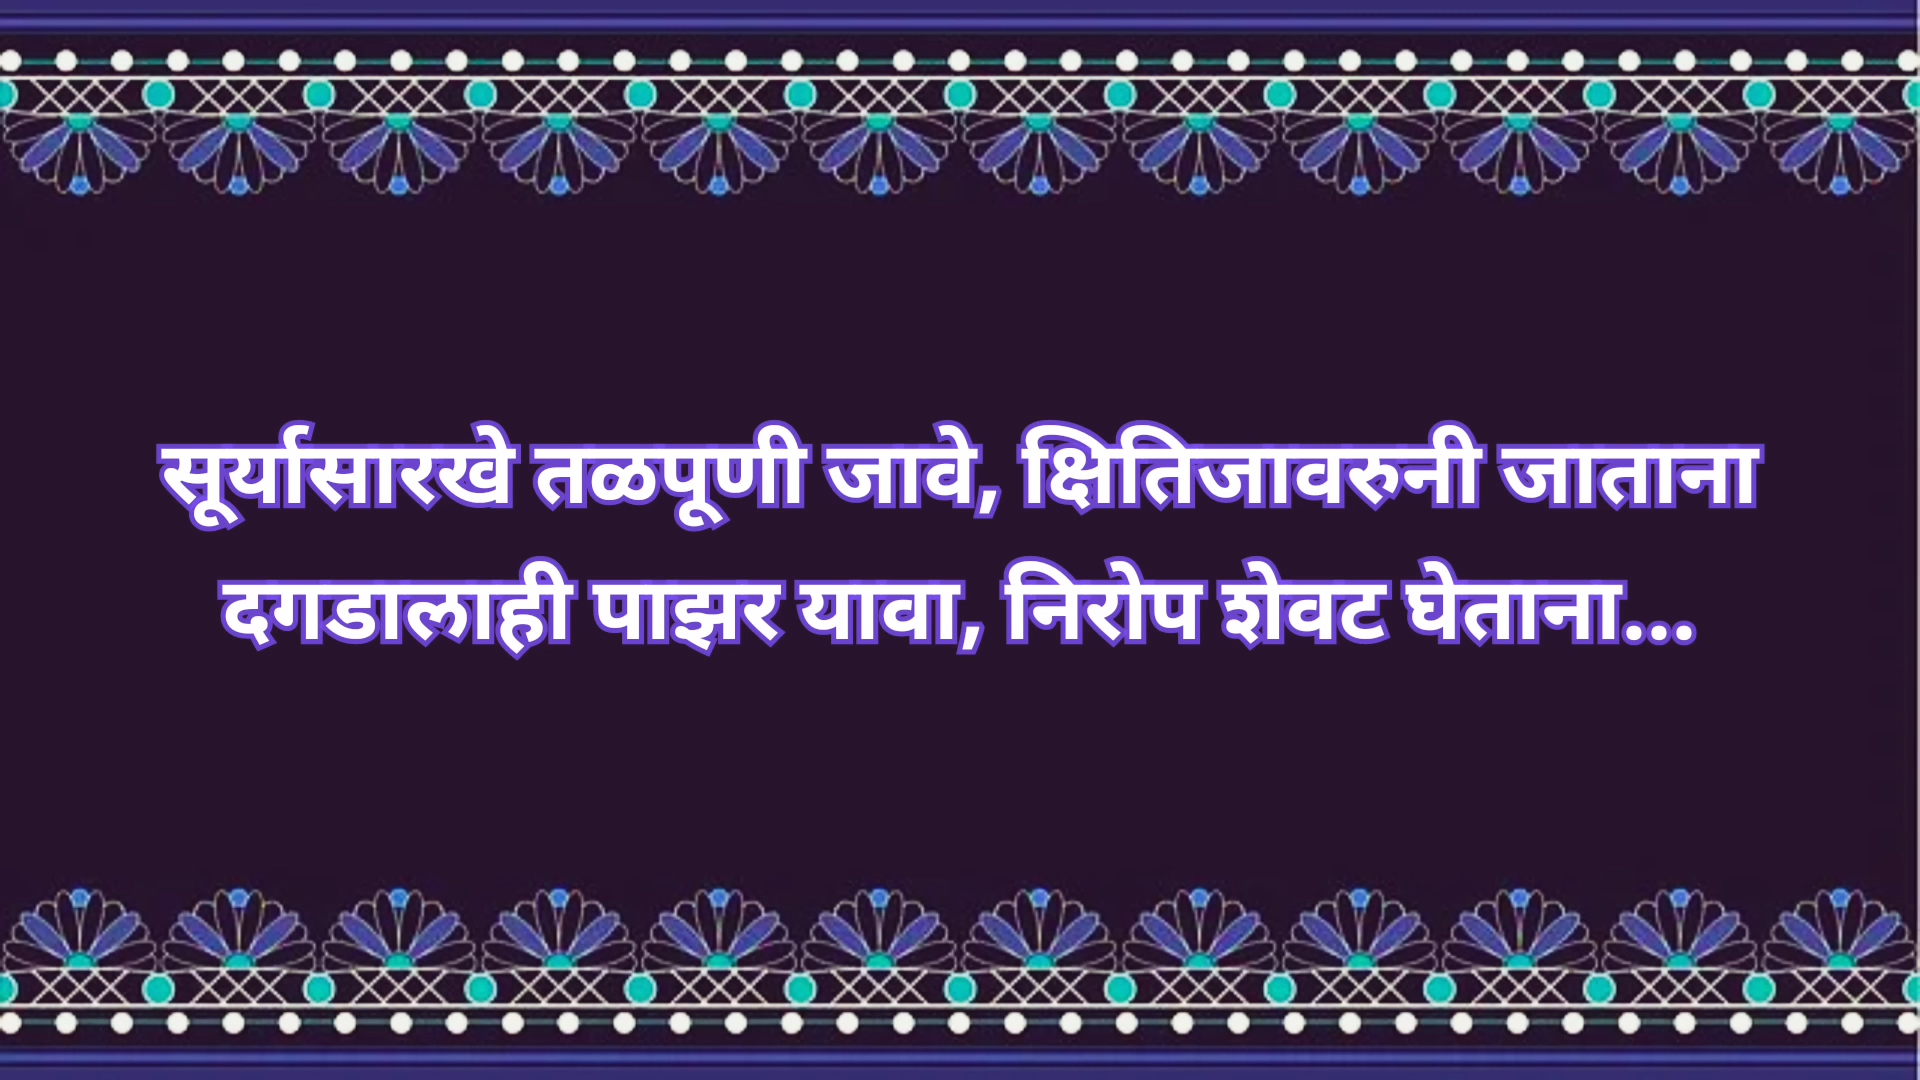 सूर्यासारखे तळपूणी जावे, क्षितिजावरुनी जाताना
दगडालाही पाझर यावा, निरोप शेवट घेताना...